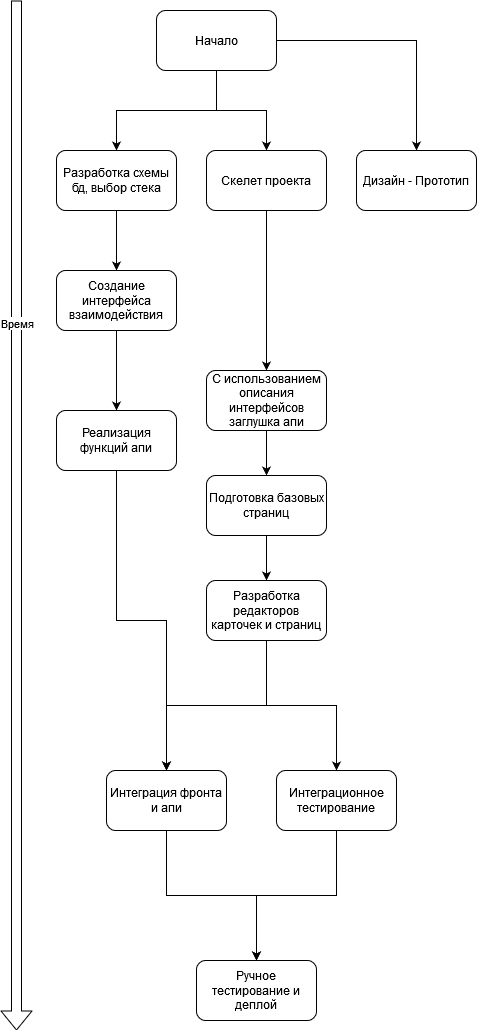 Начало
Разработка схемы
бд, выбор стека
Скелет проекта
Дизайн - Прототип
Создание
интерфейса
взаимодействия
Время
С использованием
описания
интерфейсов
заглушка апи
Реализация
функций апи
Подготовка базовых
страниц
Разработка
редакторов
карточек и страниц
Интеграция фронта
и апи
Интеграционное
тестирование
Ручное
тестирование и
деплой